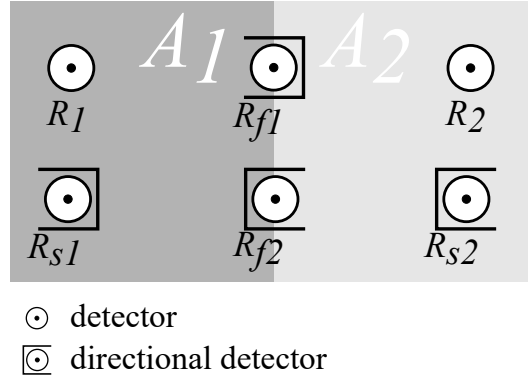 A1 A2
R1 Rf1 R2
Rs1 Rf2 Rs2
detector
directional detector